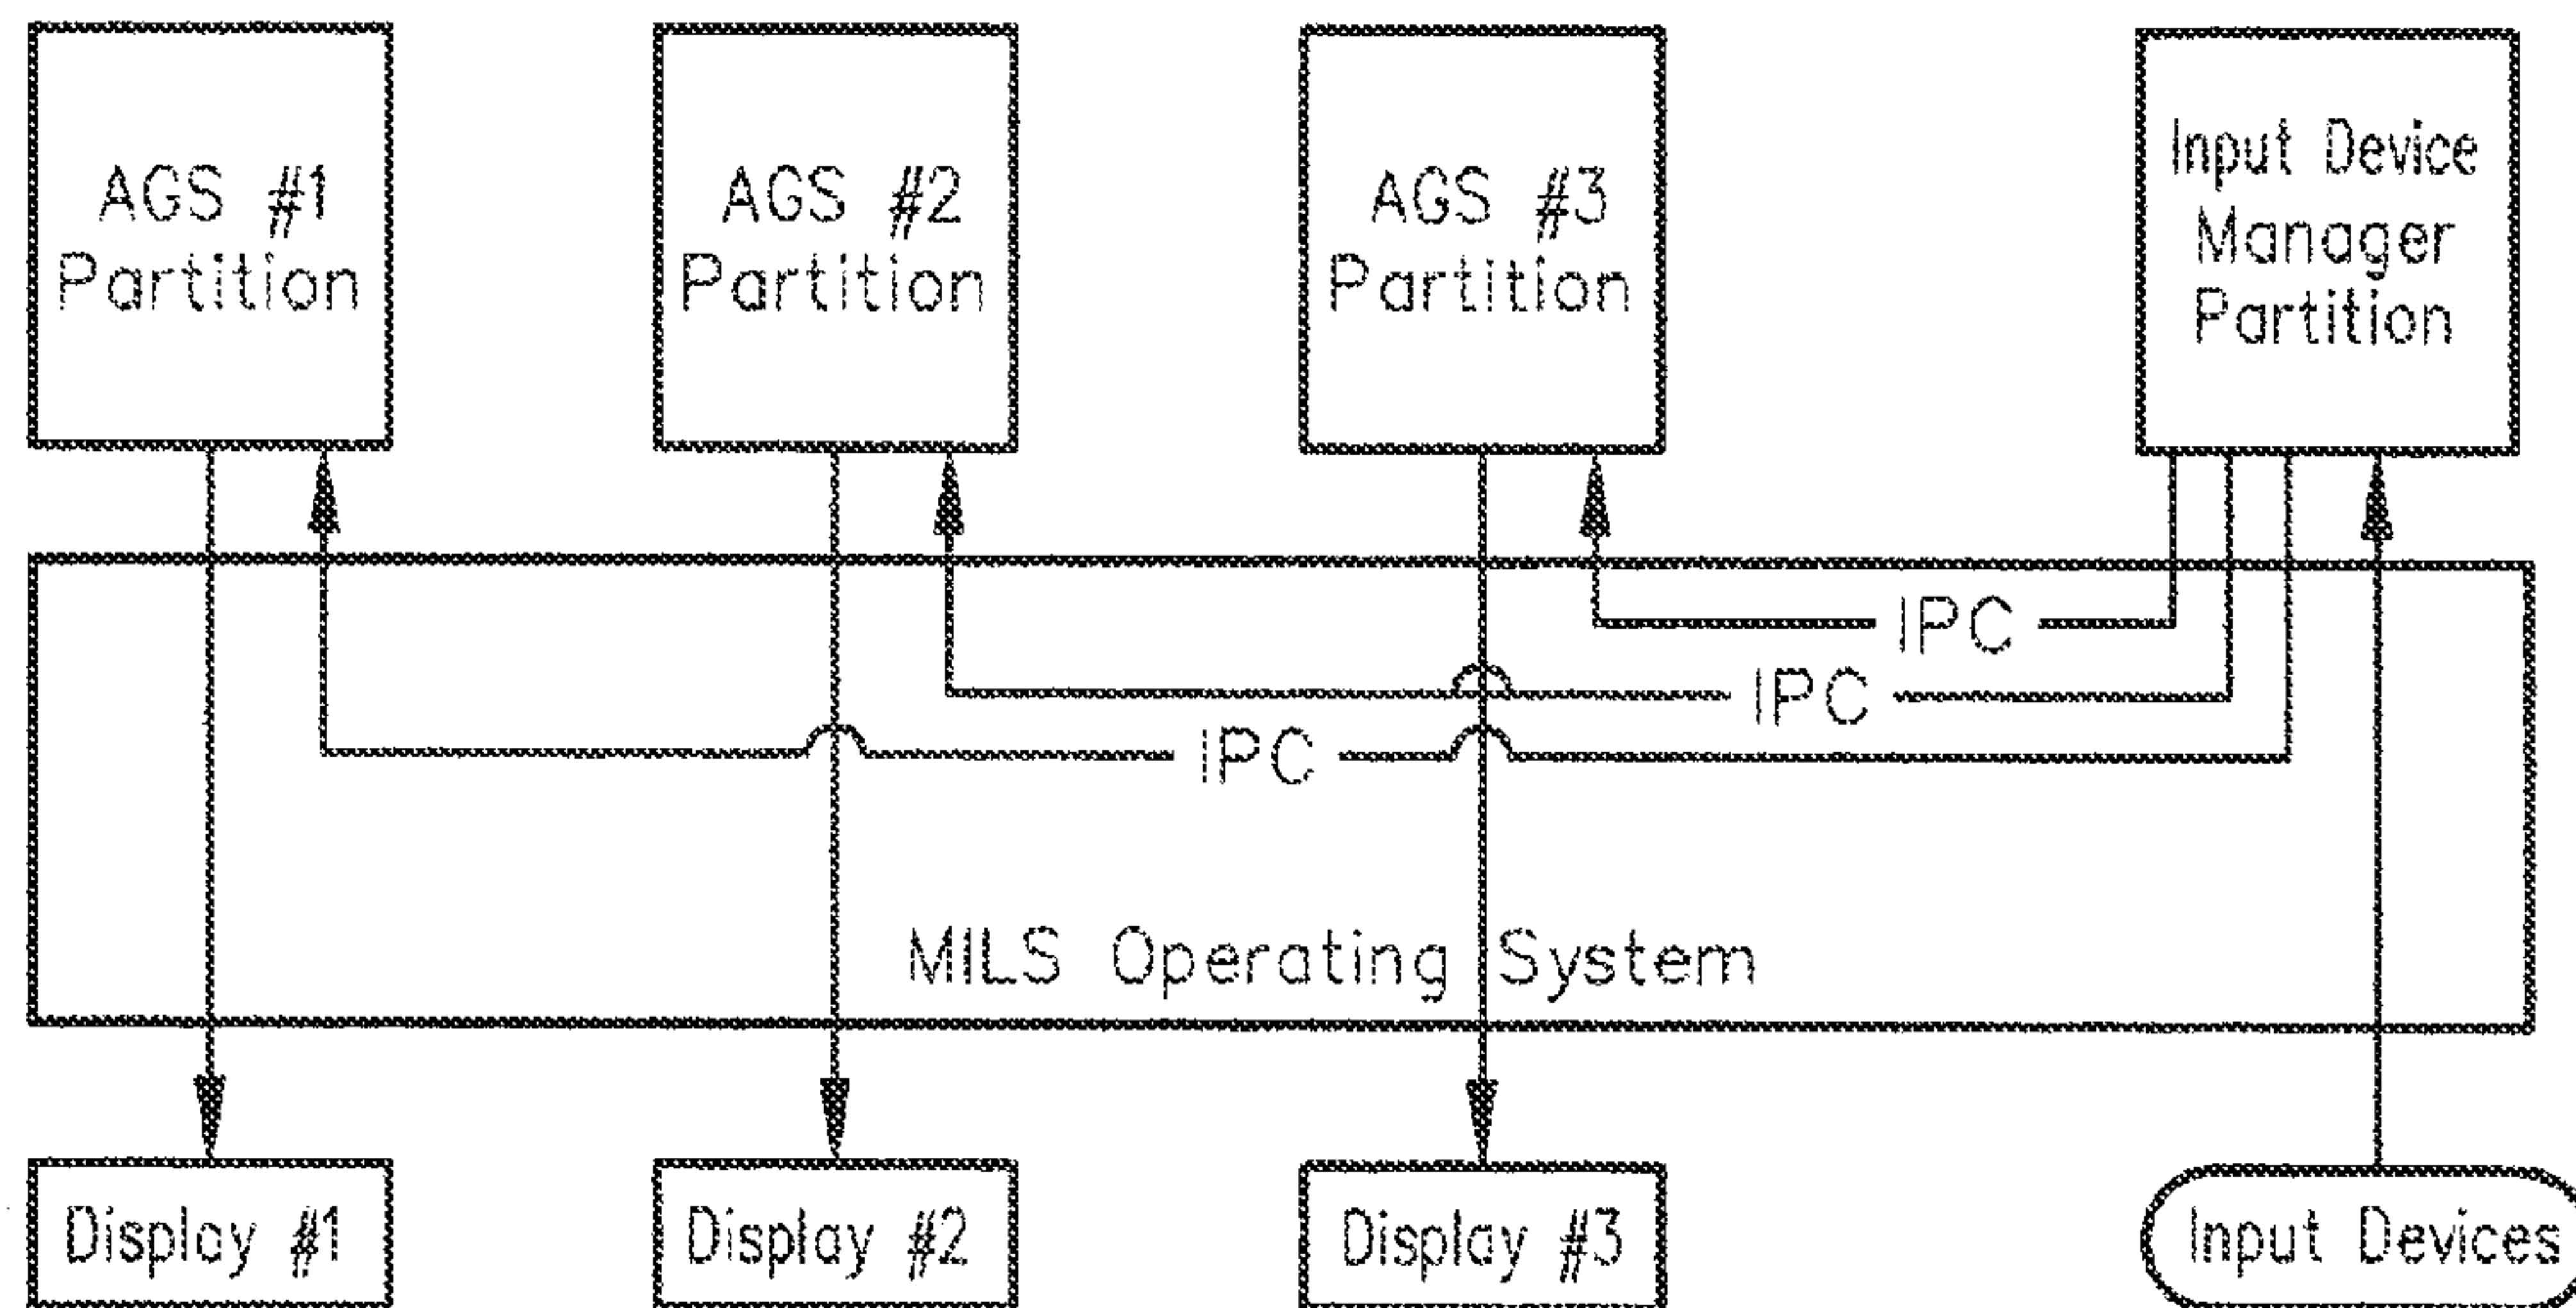 AGS #1
Partition
AGS #2
Partition
AGS #3
Partition
Input Device
Manager
Partition
IPC
IPC
IPC
MILS Operating System
Display #1
Display #2
Display #3
Input Devices